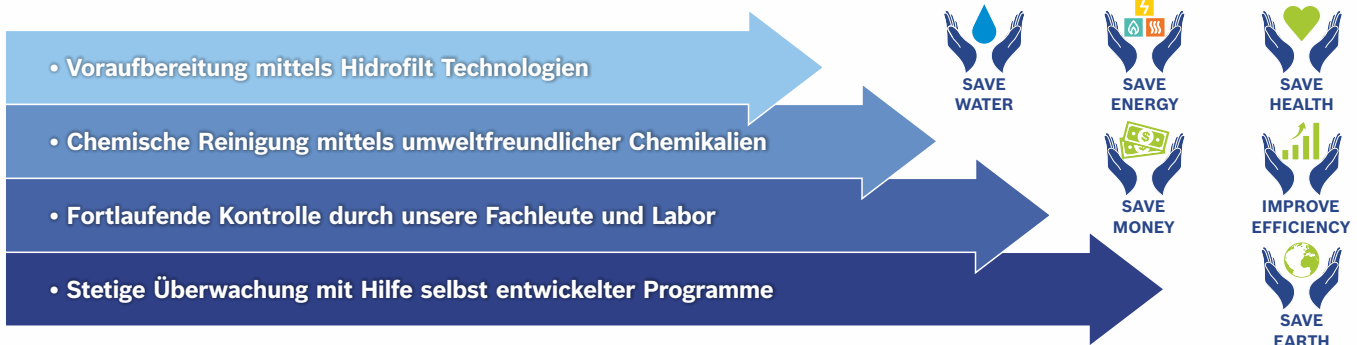 • Voraufbereitung mittels Hidrofilt Technologien
• Chemische Reinigung mittels umweltfreundlicher Chemikalien
• Fortlaufende Kontrolle durch unsere Fachleute und Labor
• Stetige Überwachung mit Hilfe selbst entwickelter Programme
SAVE
WATER
SAVE
ENERGY
SAVE
HEALTH
SAVE
MONEY
IMPROVE
EFFICIENCY
SAVE
EARTH